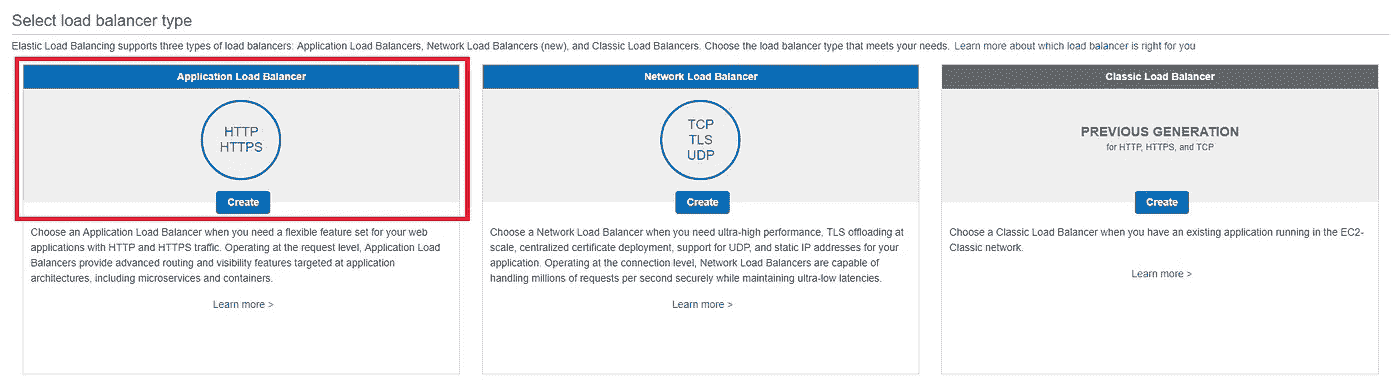 Select load balancer type
Elastic Load Balancing supports three types of load balancers: Application Load Balancers, Network Load Balancers (new), and Classic Load Balancers. Choose the load balancer type that meets your needs. Learn more about which load balancer is right for you
Application Load Balancer
HTTP
HTTPS
Create
Choose an Application Load Balancer when you need a flexible feature set for your web
applications with HTTP and HTTPS traffic. Operating at the request level, Application Load
Balancers provide advanced routing and visibility features targeted at application
architectures, including microservices and containers.
Learn more >
Network Load Balancer
TCP
TLS
UDP
Create
Choose a Network Load Balancer when you need ultra-high performance, TLS offloading at
scale, centralized certificate deployment, support for UDP, and static IP addresses for your
application. Operating at the connection level, Network Load Balancers are capable of
handling millions of requests per second securely while maintaining ultra-low latencies.
Learn more >
Classic Load Balancer
PREVIOUS GENERATION
for HTTP, HTTPS, and TCP
Create
Choose a Classic Load Balancer when you have an existing application running in the EC2-
Classic network.
Learn more >